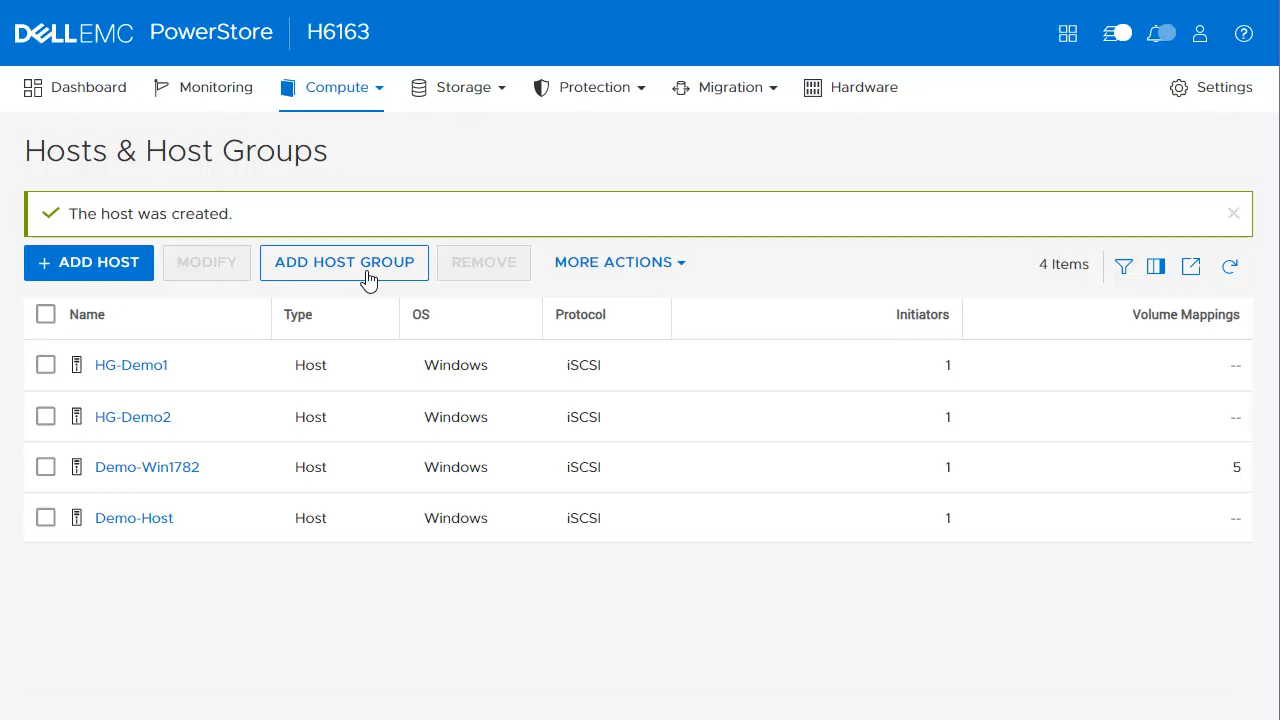 DELLEMC PowerStore H6163
Dashboard Monitoring Compute Storage Protection Migration Hardware Settings
Hosts & Host Groups
The host was created.
+ ADD HOST MODIFY ADD HOST GROUP REMOVE MORE ACTIONS 4 Items
Name Type OS Protocol Initiators Volume Mappings
HG-Demo1 Host Windows iSCSI 1 --
HG-Demo2 Host Windows iSCSI 1 --
Demo-Win1782 Host Windows iSCSI 1 5
Demo-Host Host Windows iSCSI 1 --